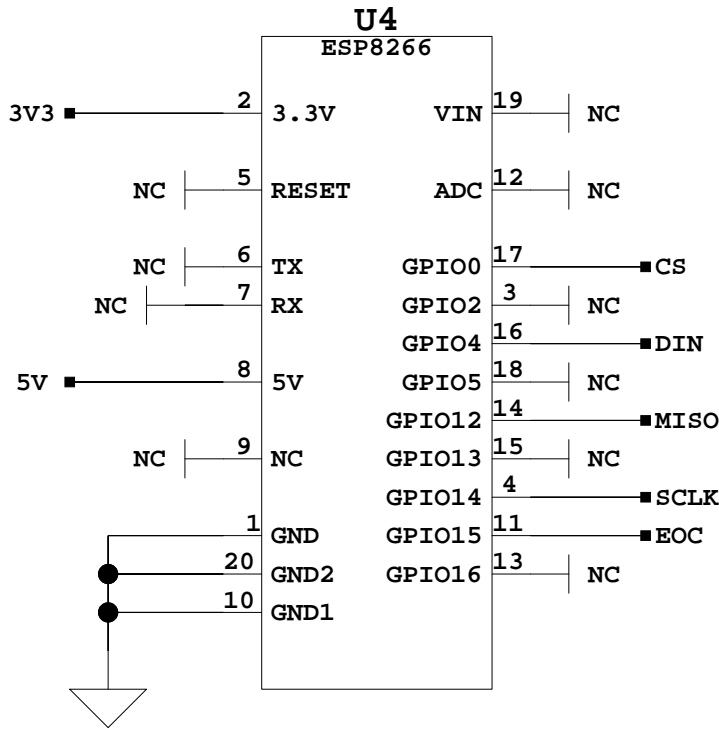 U4
ESP8266
3V3 2 3.3V VIN 19 NC
NC 5 RESET ADC 12 NC
NC 6 TX GPIO0 17 CS
NC 7 RX GPIO2 3 NC
GPIO4 16 DIN
5V 8 5V GPIO5 18 NC
GPIO12 14 MISO
NC 9 NC GPIO13 15 NC
GPIO14 4 SCLK
1 GND GPIO15 11 EOC
20 GND2 GPIO16 13 NC
10 GND1